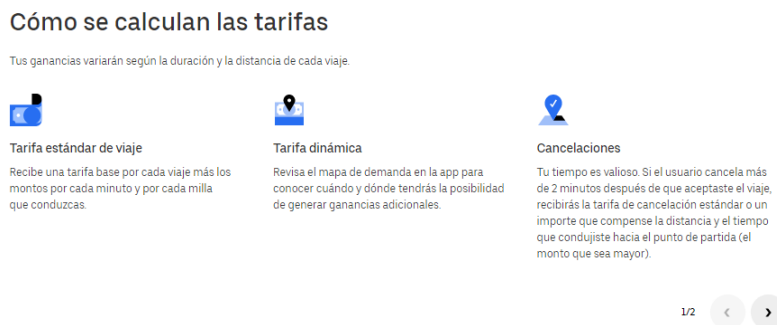 Cómo se calculan las tarifas
Tus ganancias variarán según la duración y la distancia de cada viaje.
Tarifa estándar de viaje
Recibe una tarifa base por cada viaje más los
montos por cada minuto y por cada milla
que conduzcas.
Tarifa dinámica
Revisa el mapa de demanda en la app para
conocer cuándo y dónde tendrás la posibilidad
de generar ganancias adicionales.
Cancelaciones
Tu tiempo es valioso. Si el usuario cancela más
de 2 minutos después de que aceptaste el viaje,
recibirás la tarifa de cancelación estándar o un
importe que compense la distancia y el tiempo
que condujiste hacia el punto de partida (el
monto que sea mayor).
1/2